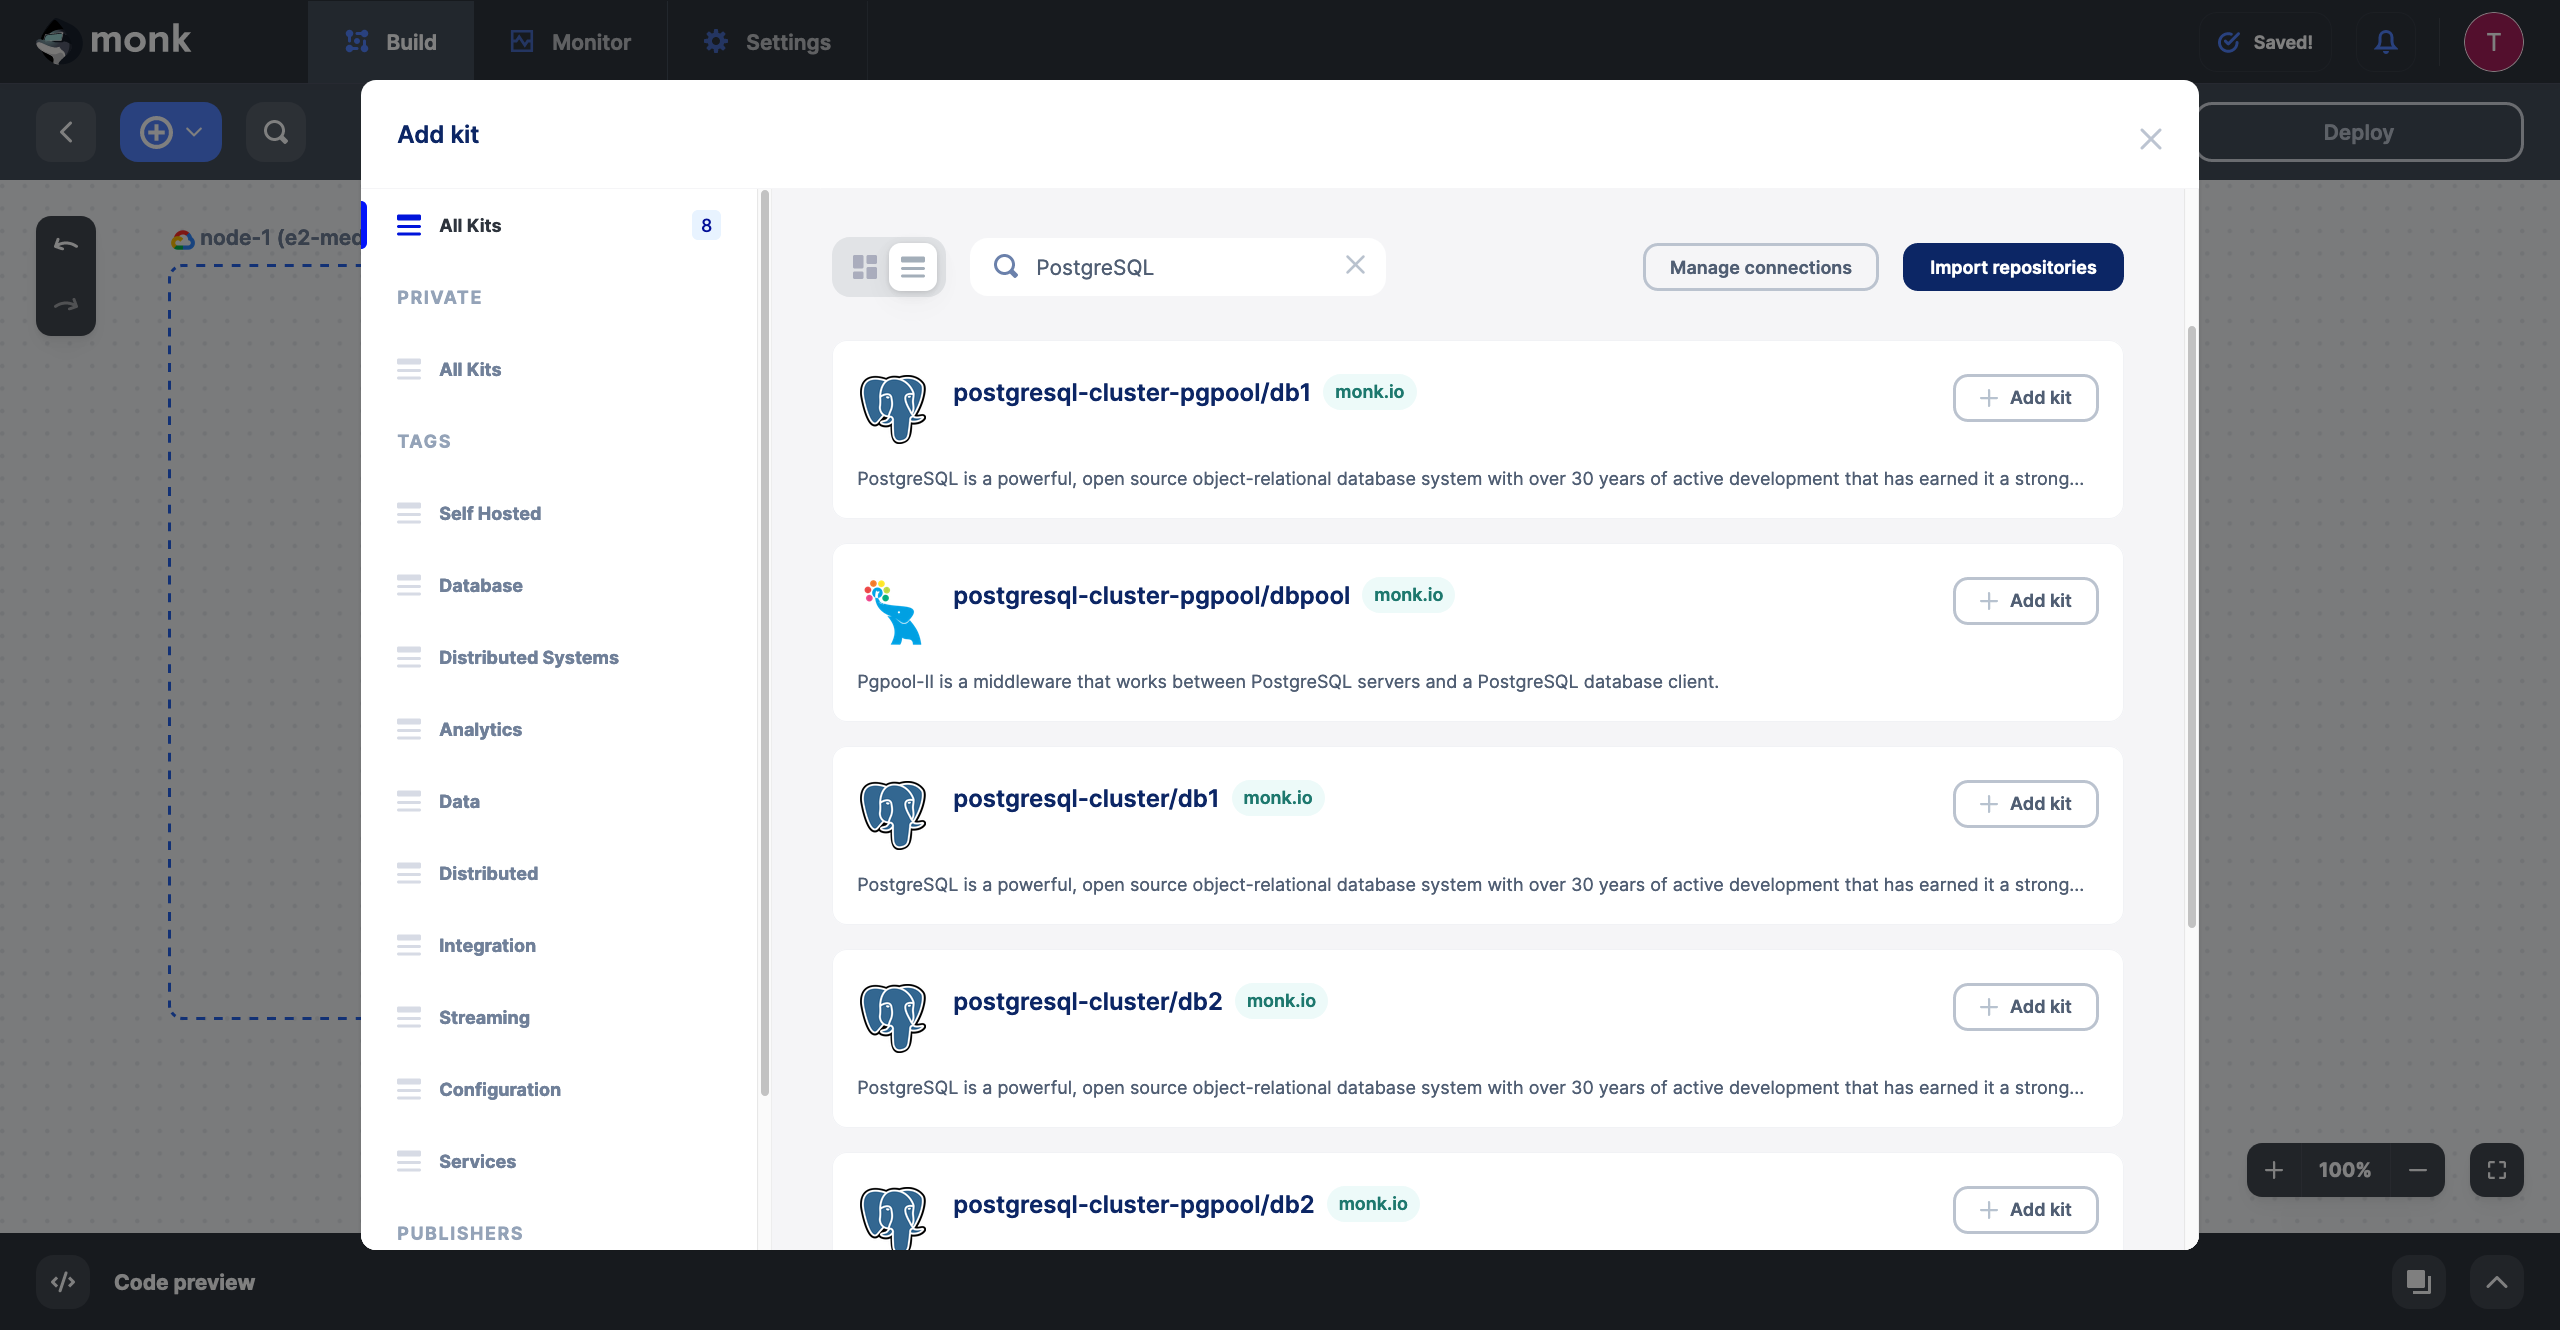 monk
Build
Monitor
Settings
Saved!
T
Deploy
node-1 (e2-med
Add kit
All Kits
8
PRIVATE
All Kits
TAGS
Self Hosted
Database
Distributed Systems
Analytics
Data
Distributed
Integration
Streaming
Configuration
Services
PUBLISHERS
PostgreSQL
Manage connections
Import repositories
postgresql-cluster-pgpool/db1 monk.io
Add kit
PostgreSQL is a powerful, open source object-relational database system with over 30 years of active development that has earned it a strong...
postgresql-cluster-pgpool/dbpool monk.io
Add kit
Pgpool-II is a middleware that works between PostgreSQL servers and a PostgreSQL database client.
postgresql-cluster/db1 monk.io
Add kit
PostgreSQL is a powerful, open source object-relational database system with over 30 years of active development that has earned it a strong...
postgresql-cluster/db2 monk.io
Add kit
PostgreSQL is a powerful, open source object-relational database system with over 30 years of active development that has earned it a strong...
postgresql-cluster-pgpool/db2 monk.io
Add kit
100%
Code preview